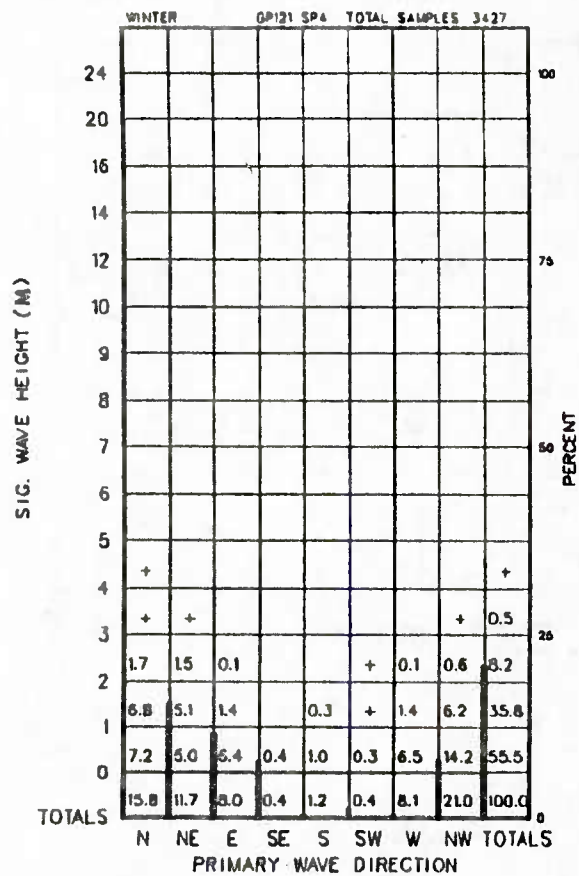 WINTER GP121 SP4 TOTAL SAMPLES 3427
24 100
20
16
14
12 75
10
9
8
7 50
6
5
+ +
4
+ + + 0.5
3 25
1.7 1.5 0.1 + 0.1 0.6 8.2
2
6.8 5.1 1.4 0.3 + 1.4 6.2 35.8
1
7.2 5.0 6.4 0.4 1.0 0.3 6.5 14.2 55.5
0
15.8 11.7 8.0 0.4 1.2 0.4 8.1 21.0 100.0
TOTALS 0
N NE E SE S SW W NW TOTALS
PRIMARY WAVE DIRECTION
SIG. WAVE HEIGHT (M)
PERCENT